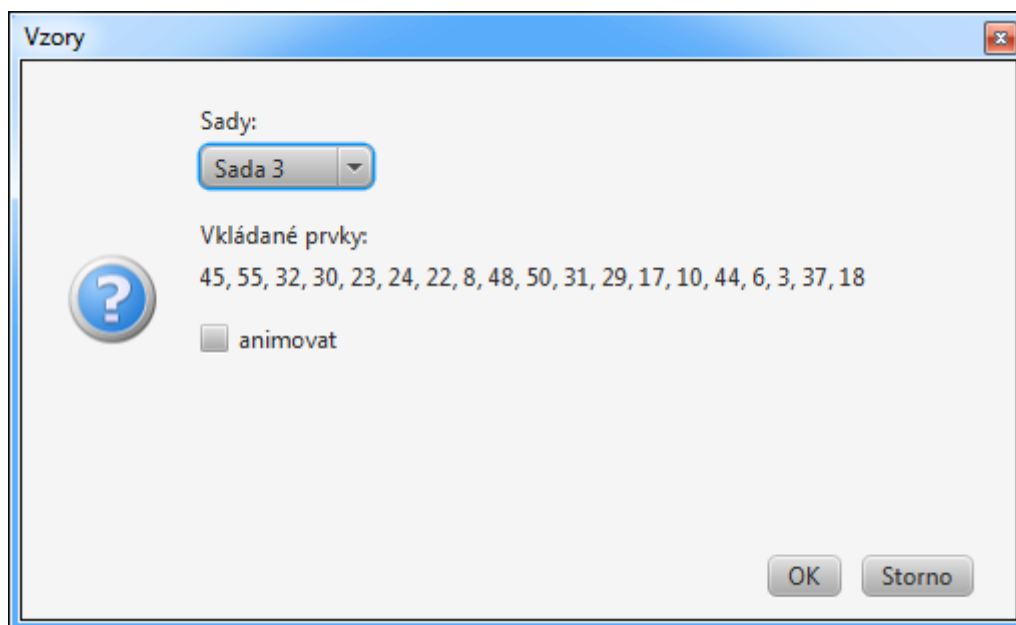 Vzory
Sady:
Sada 3
Vkládané prvky:
45, 55, 32, 30, 23, 24, 22, 8, 48, 50, 31, 29, 17, 10, 44, 6, 3, 37, 18
animovat
OK Storno